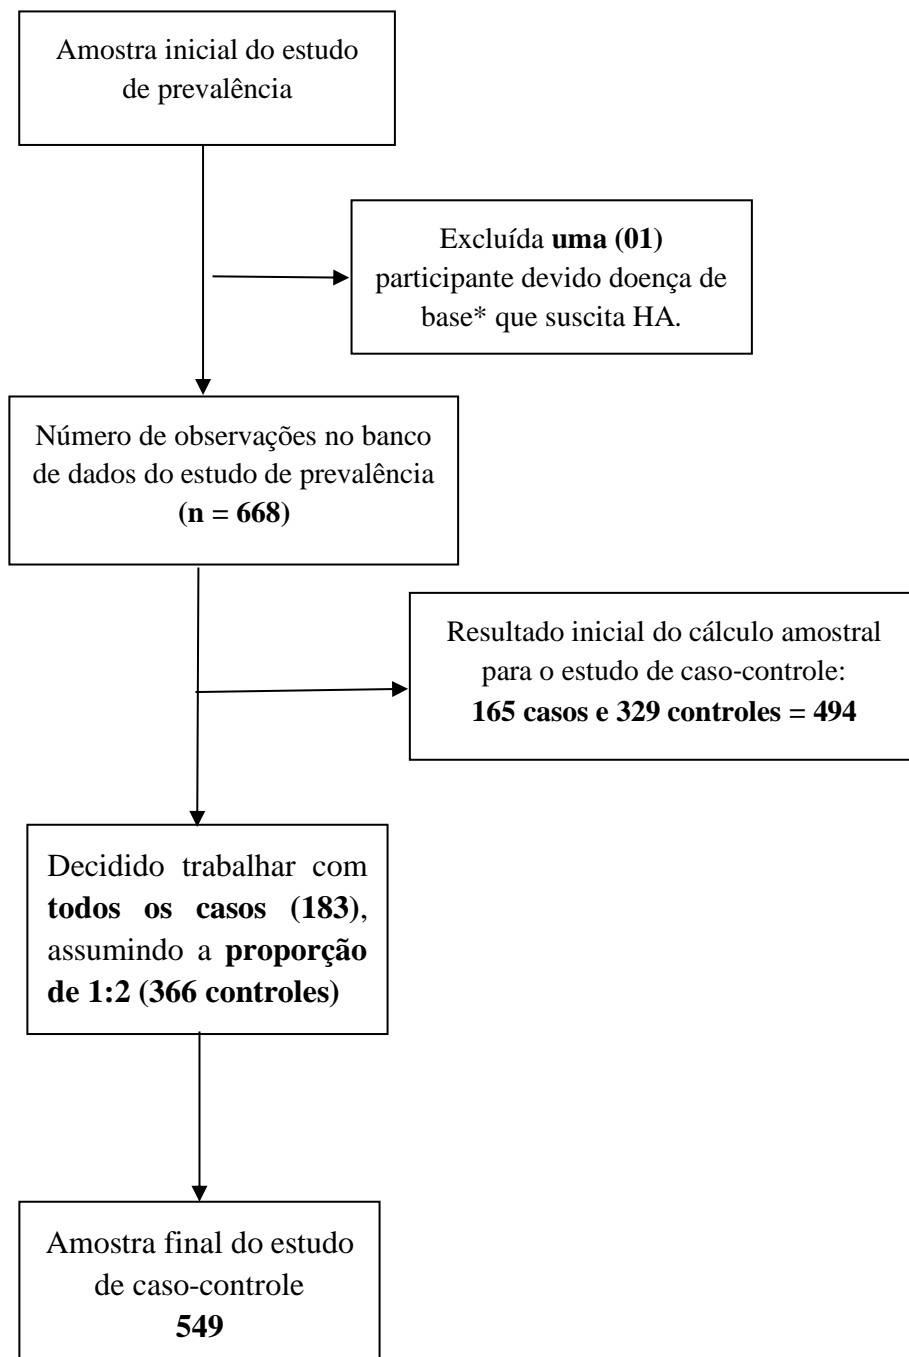 Amostra inicial do estudo
de prevalência
Excluída uma (01)
participante devido doença de
base* que suscita HA.
Número de observações no banco
de dados do estudo de prevalência
(n = 668)
Resultado inicial do cálculo amostral
para o estudo de caso-controle:
165 casos e 329 controles = 494
Decidido trabalhar com
todos os casos (183),
assumindo a proporção
de 1:2 (366 controles)
Amostra final do estudo
de caso-controle
549